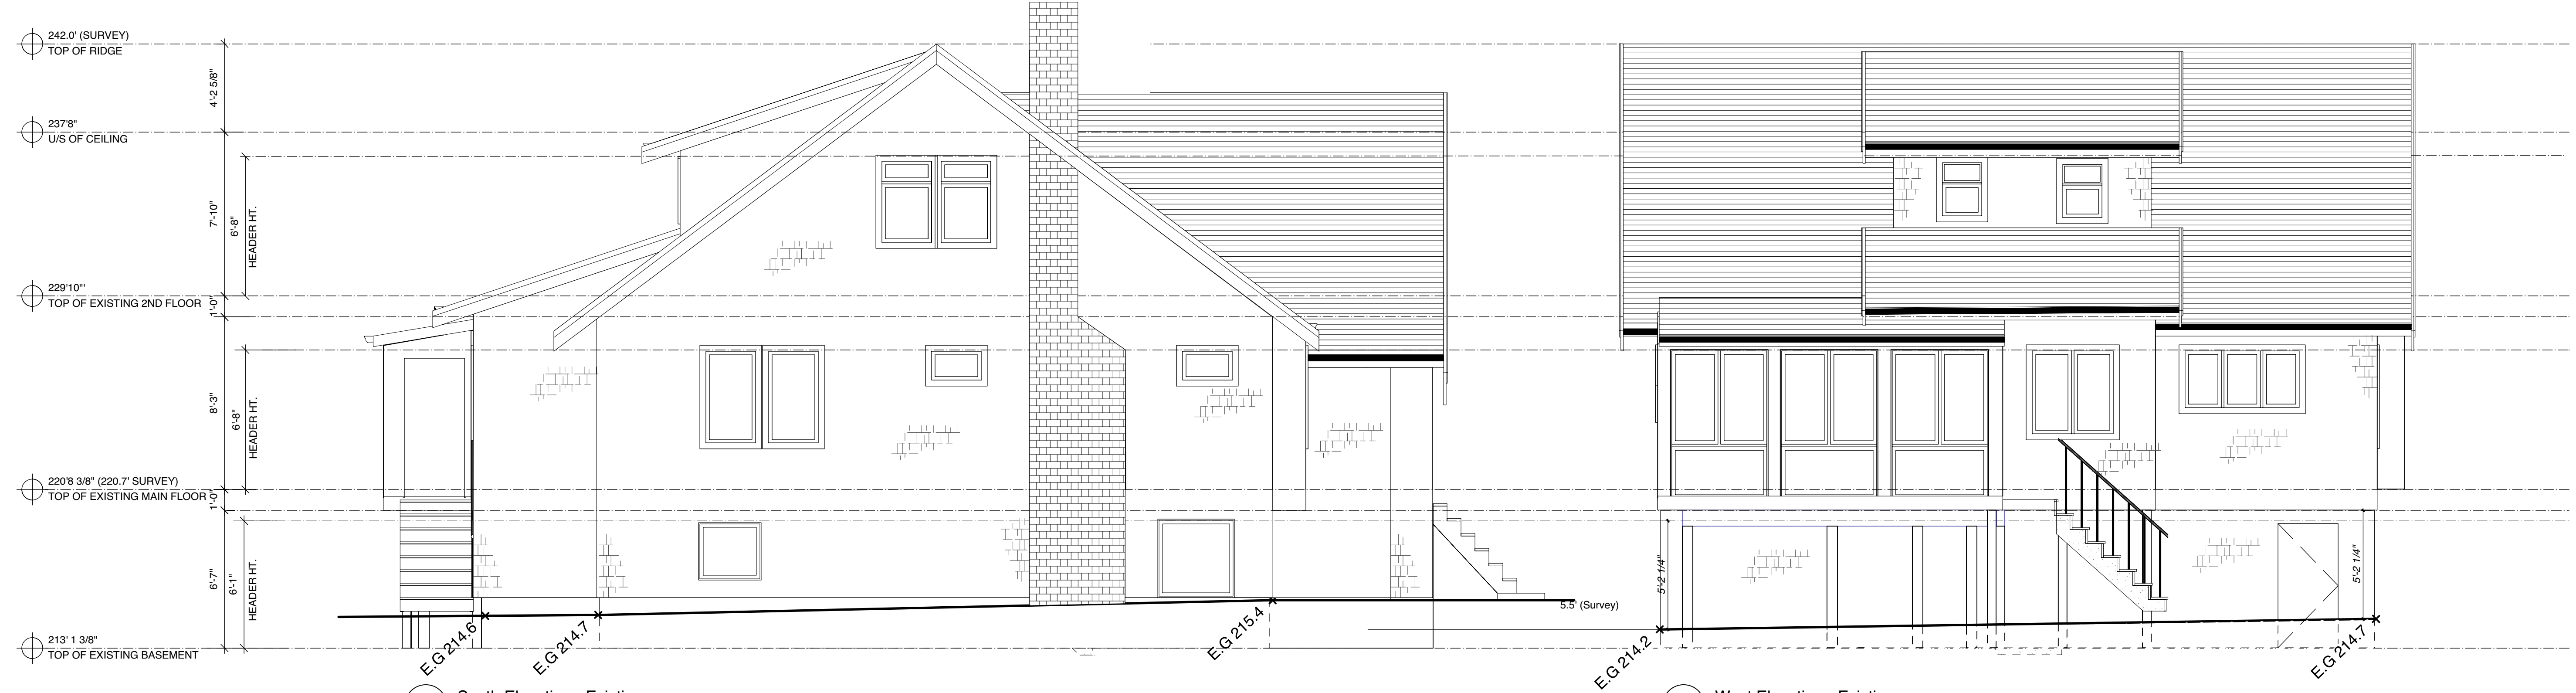 242.0' (SURVEY)
TOP OF RIDGE
4'-2 5/8"
237'8"
U/S OF CEILING
7'-10"
6'-8"
HEADER HT.
229'10"'
TOP OF EXISTING 2ND FLOOR
1'-0"
8'-3"
6'-8"
HEADER HT.
220'8 3/8" (220.7' SURVEY)
TOP OF EXISTING MAIN FLOOR
1'-0"
6'-7"
6'-1"
HEADER HT.
213' 1 3/8"
TOP OF EXISTING BASEMENT
E.G 214.6
E.G 214.7
E.G 215.4
5.5' (Survey)
5'-2 1/4"
5'-2 1/4"
E.G 214.2
E.G 214.7